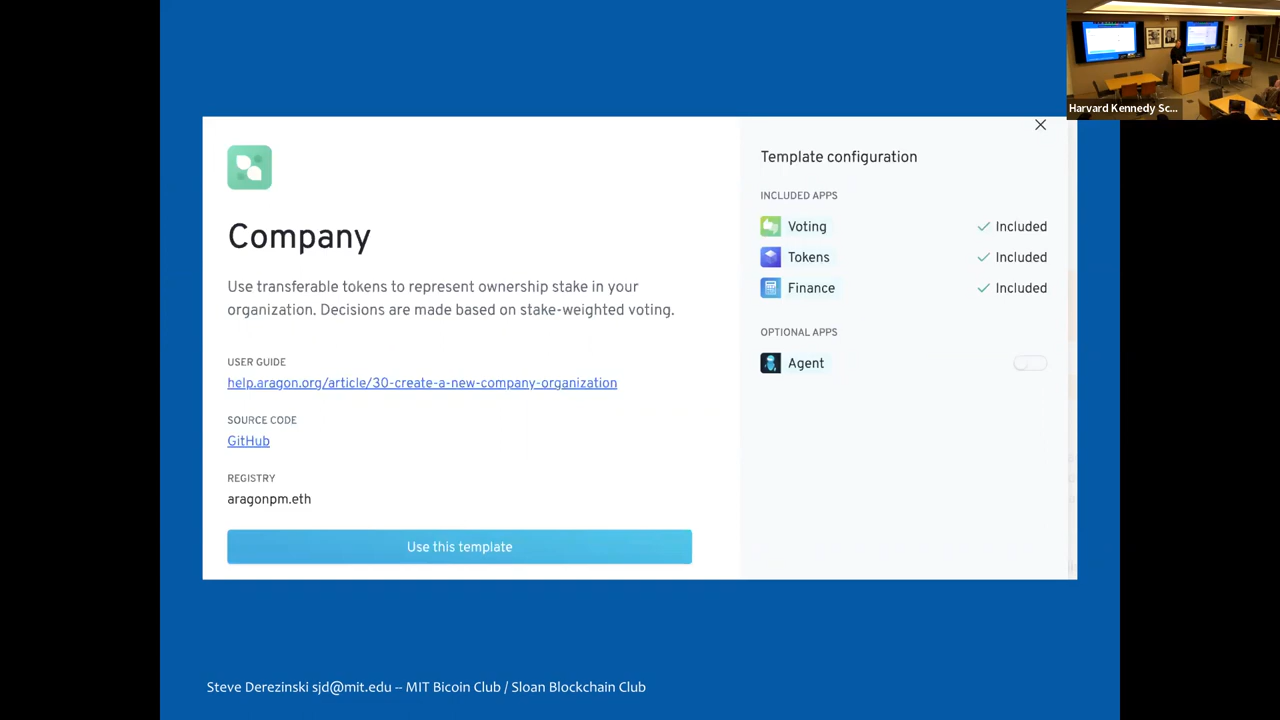 Harvard Kennedy Sc...
Company
Use transferable tokens to represent ownership stake in your
organization. Decisions are made based on stake-weighted voting.
USER GUIDE
help.aragon.org/article/30-create-a-new-company-organization
SOURCE CODE
GitHub
REGISTRY
aragonpm.eth
Use this template
Template configuration
INCLUDED APPS
Voting Included
Tokens Included
Finance Included
OPTIONAL APPS
Agent
Steve Derezinski sjd@mit.edu – MIT Bicoin Club / Sloan Blockchain Club